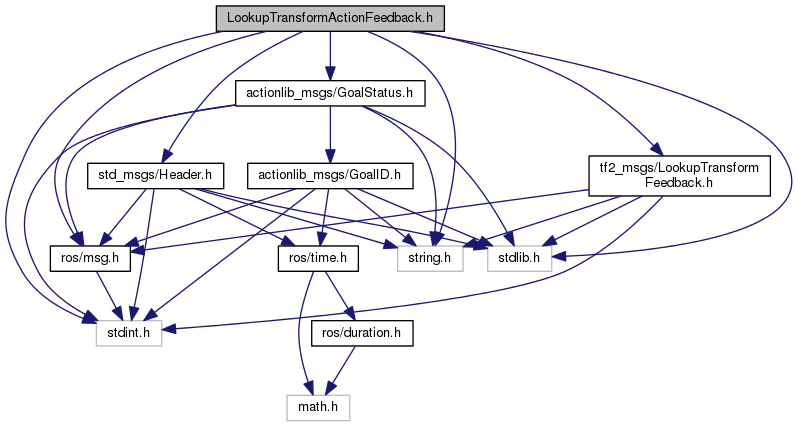 LookupTransformActionFeedback.h
actionlib_msgs/GoalStatus.h
std_msgs/Header.h
actionlib_msgs/GoalID.h
tf2_msgs/LookupTransform
Feedback.h
ros/msg.h
ros/time.h
string.h
stdlib.h
stdint.h
ros/duration.h
math.h